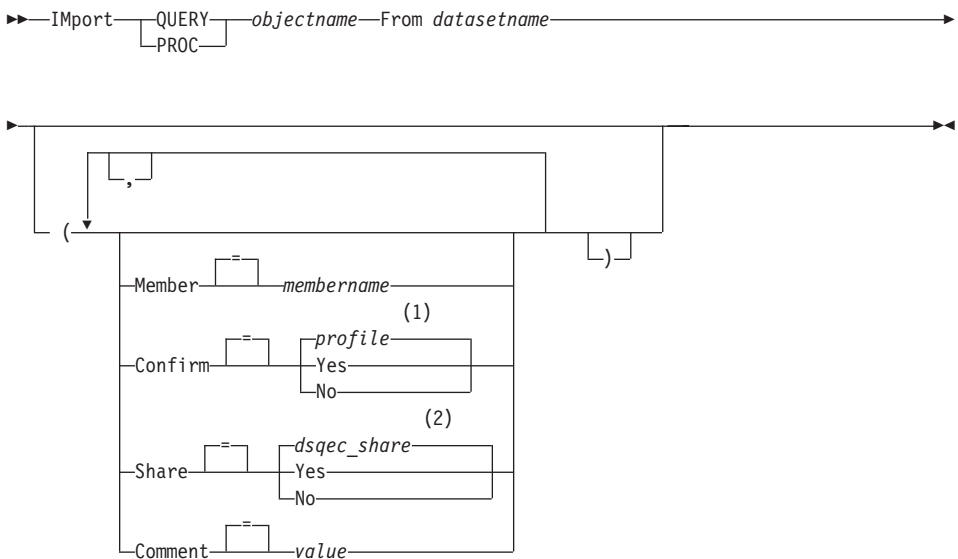 IMport QUERY objectname From datasetname
PROC
,
( )
=
Member membername
(1)
= profile
Confirm Yes
No
(2)
= dsqec_share
Share Yes
No
=
Comment value